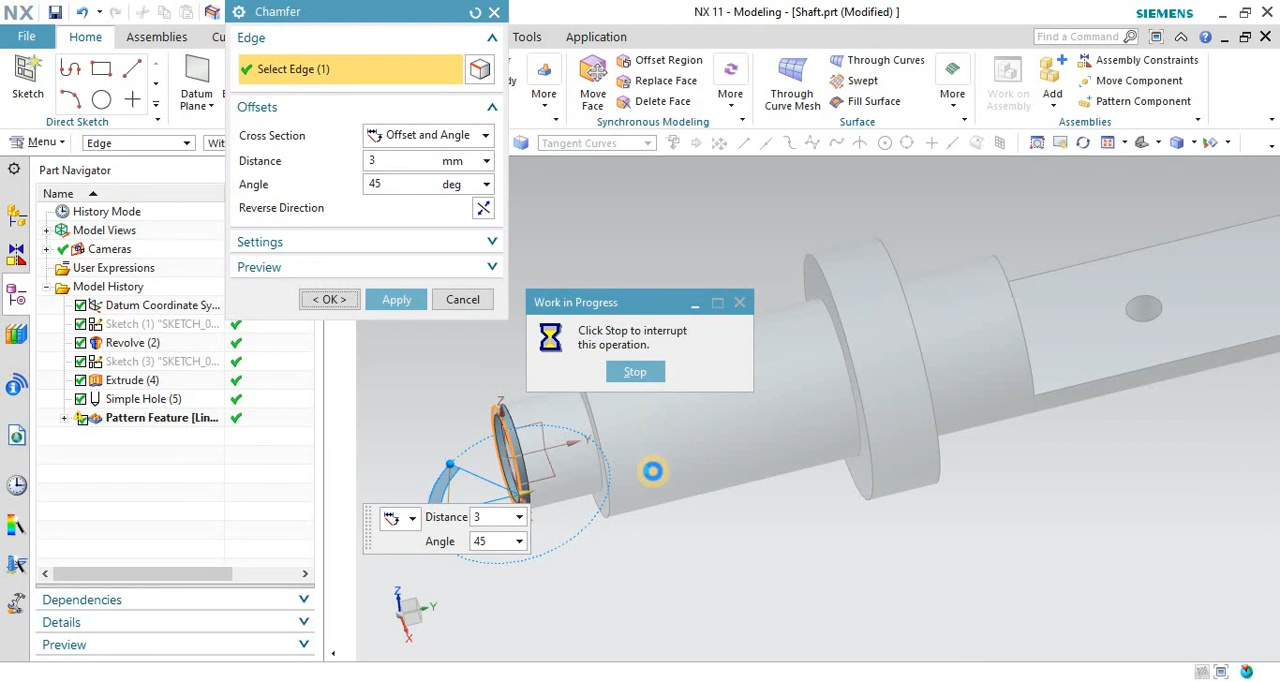 NX
NX 11 - Modeling - [Shaft.prt (Modified) ]
SIEMENS
Chamfer
File
Home
Assemblies
Tools
Application
Find a Command
Edge
Select Edge (1)
Offsets
Cross Section
Offset and Angle
Distance
3
mm
Angle
45
deg
Reverse Direction
Settings
Preview
< OK >
Apply
Cancel
Sketch
Datum
Plane
Direct Sketch
More
Move
Face
Offset Region
Replace Face
Delete Face
More
Synchronous Modeling
Through
Curve Mesh
Through Curves
Swept
Fill Surface
More
Surface
Work on
Assembly
Add
Assembly Constraints
Move Component
Pattern Component
Assemblies
Menu
Edge
Tangent Curves
Part Navigator
Name
History Mode
Model Views
Cameras
User Expressions
Model History
Datum Coordinate Sy...
Sketch (1) "SKETCH_0...
Revolve (2)
Sketch (3) "SKETCH_0...
Extrude (4)
Simple Hole (5)
Pattern Feature [Lin...
Dependencies
Details
Preview
Work in Progress
Click Stop to interrupt
this operation.
Stop
Z
Y
Distance
3
Angle
45
Z
Y
X